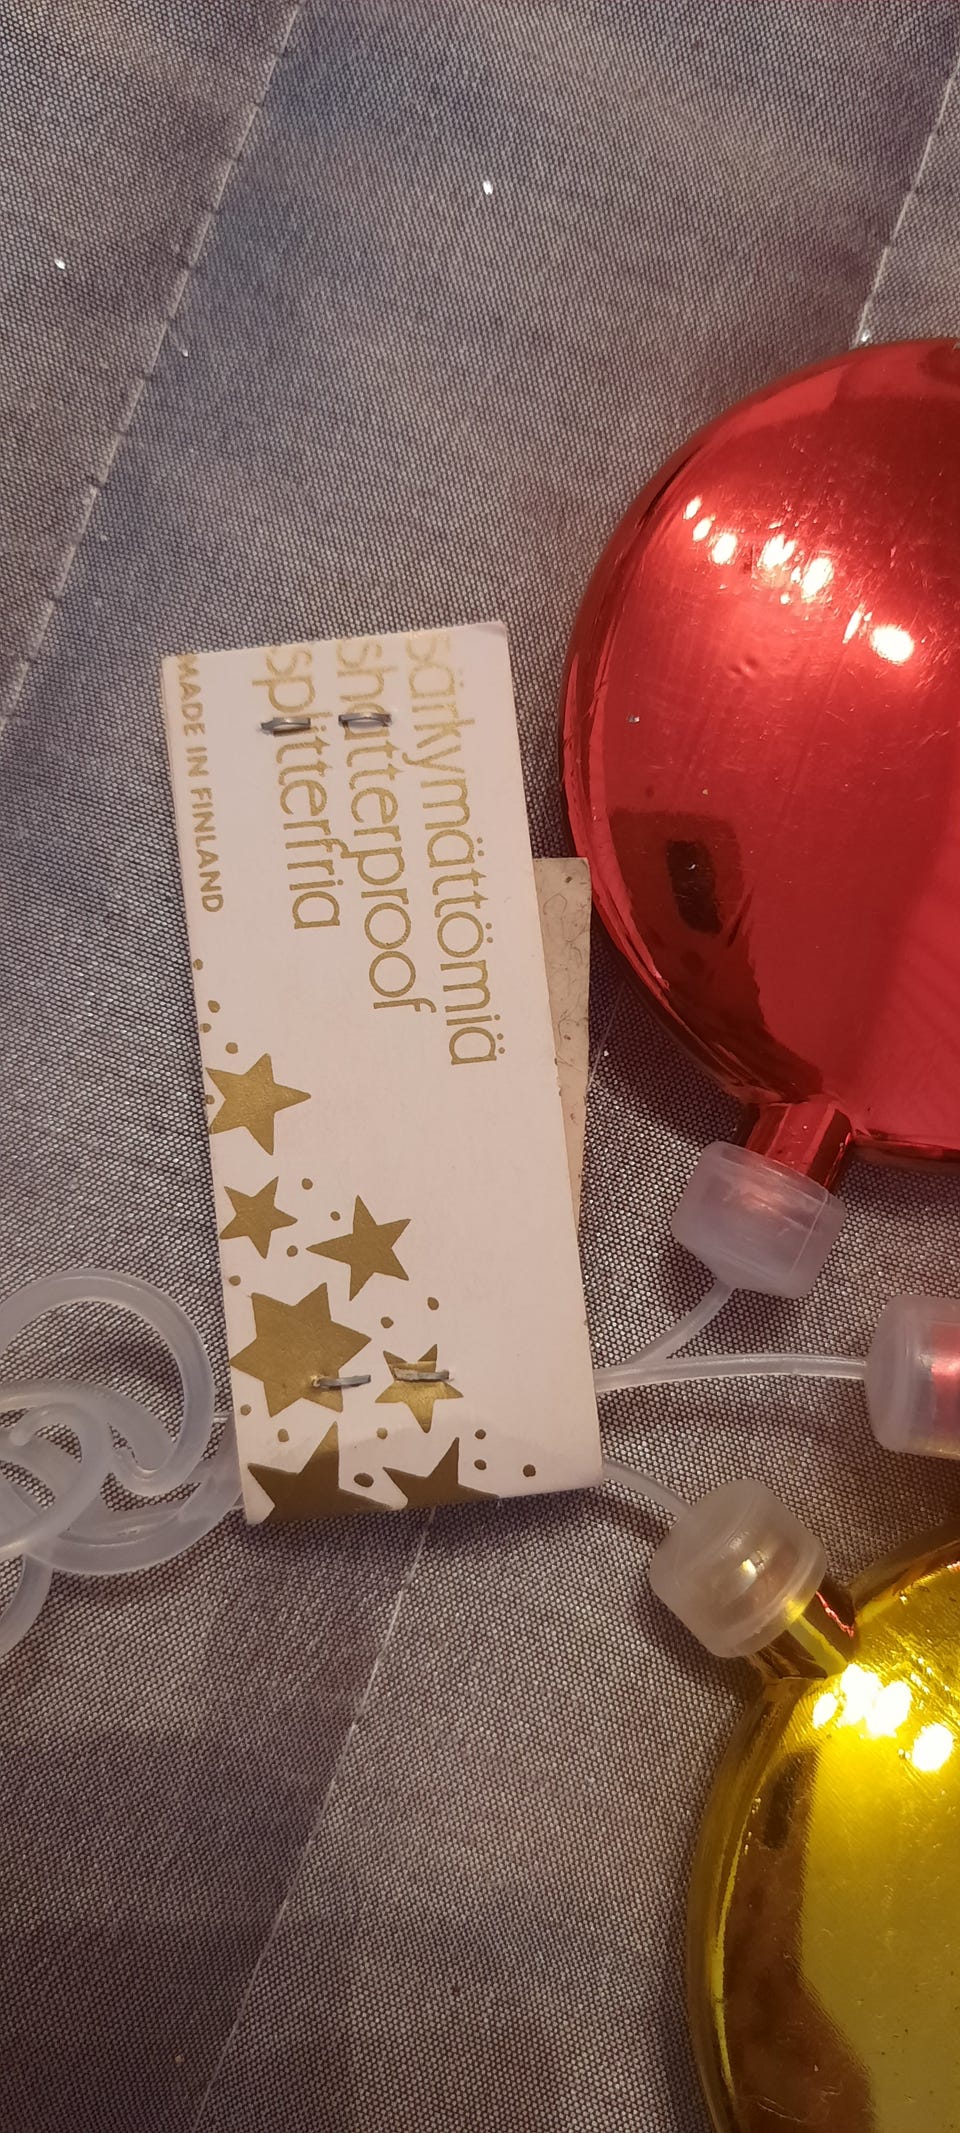 särkymättömiä
shatterproof
splitterfria
MADE IN FINLAND